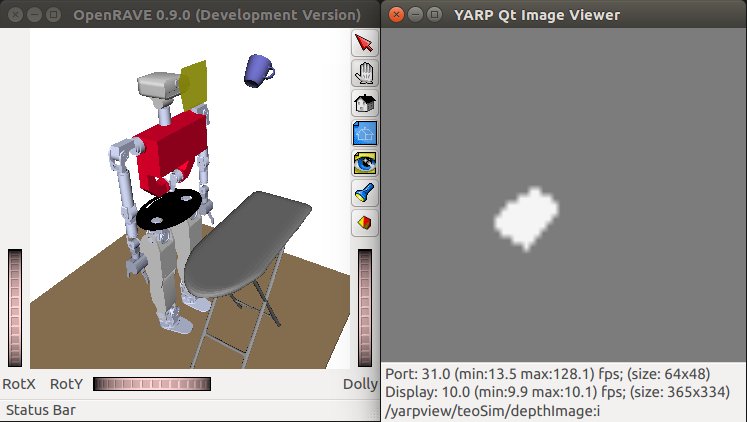 OpenRAVE 0.9.0 (Development Version)
YARP Qt Image Viewer
RotX RotY Dolly
Status Bar
Port: 31.0 (min:13.5 max:128.1) fps; (size: 64x48)
Display: 10.0 (min:9.9 max:10.1) fps; (size: 365x334)
/yarpview/teoSim/depthImage:i